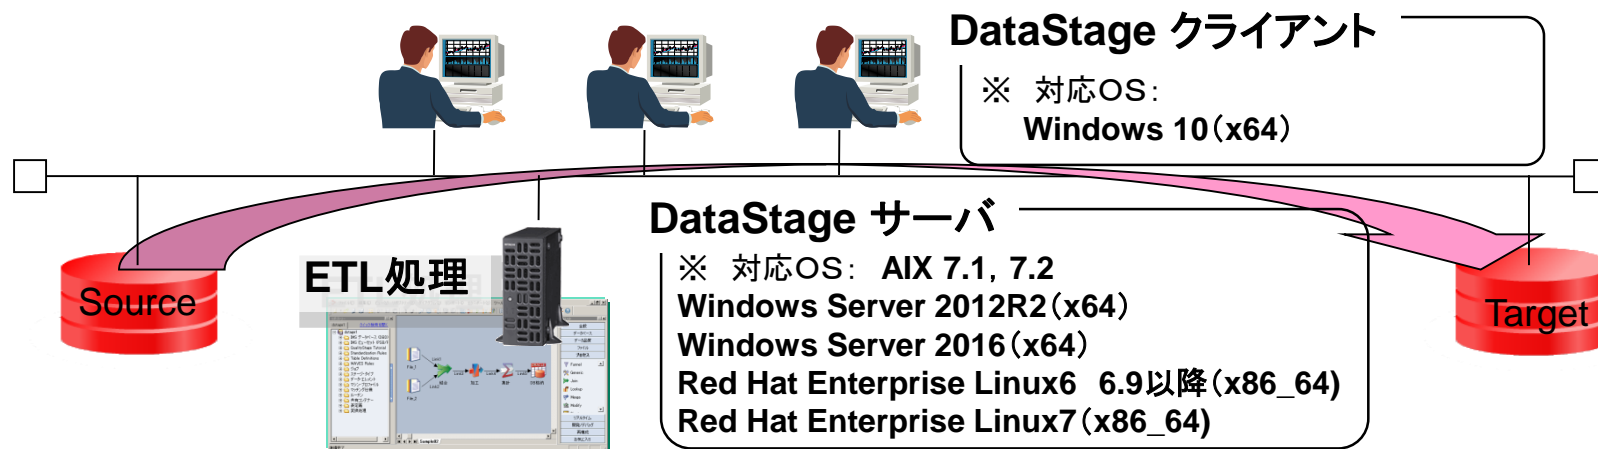 DataStage クライアント
※ 対応OS:
Windows 10(x64)
DataStage サーバ
※ 対応OS: AIX 7.1, 7.2
Windows Server 2012R2(x64)
Windows Server 2016(x64)
Red Hat Enterprise Linux6 6.9以降(x86_64)
Red Hat Enterprise Linux7(x86_64)
ETL処理
Source
Target